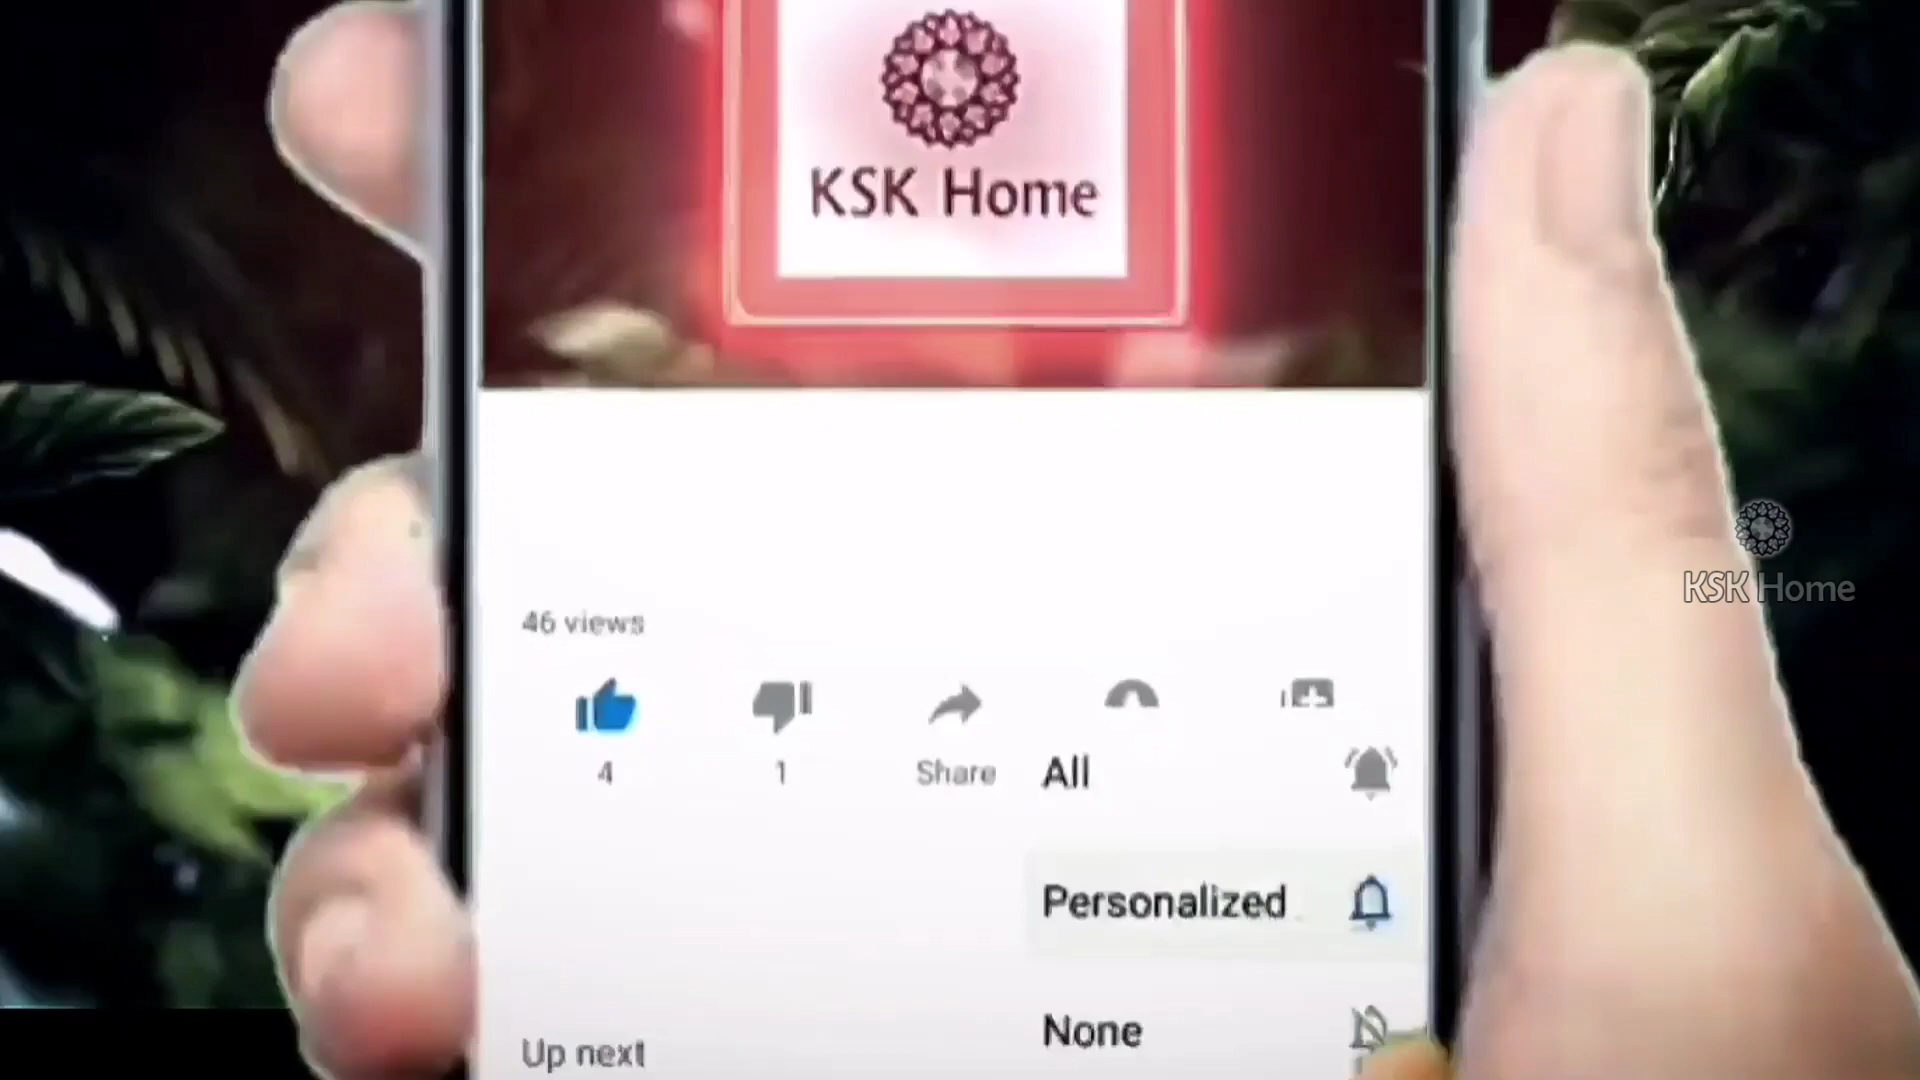 KSK Home
46 views
4
1
Share
All
Personalized
None
Up next
KSK Home